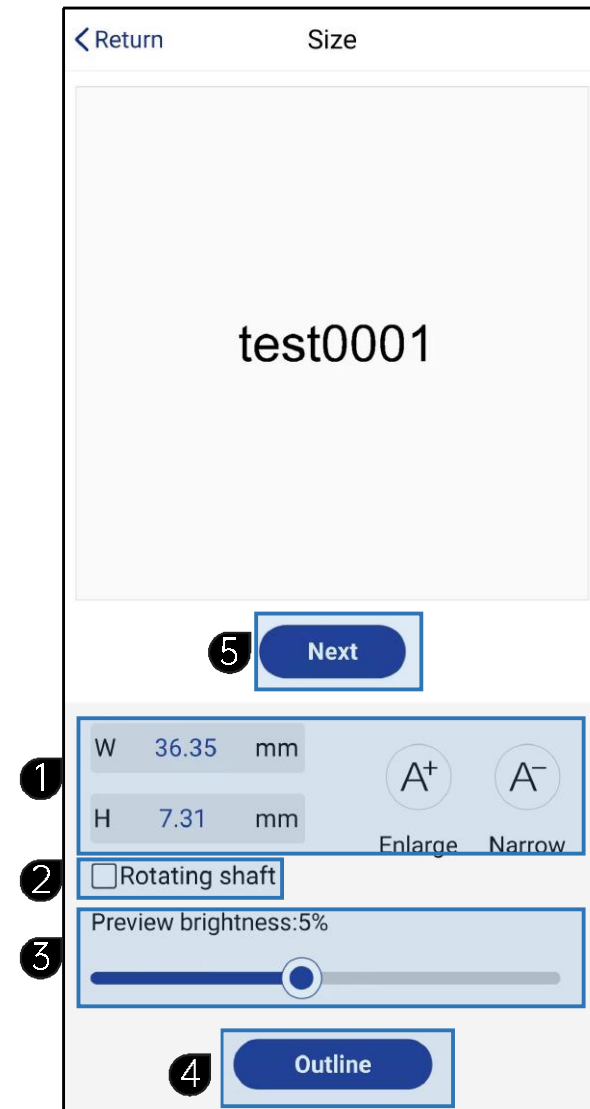 Return
Size
test0001
5
Next
1
W 36.35 mm
A+ A-
H 7.31 mm
Enlarge Narrow
2
Rotating shaft
3
Preview brightness:5%
4
Outline